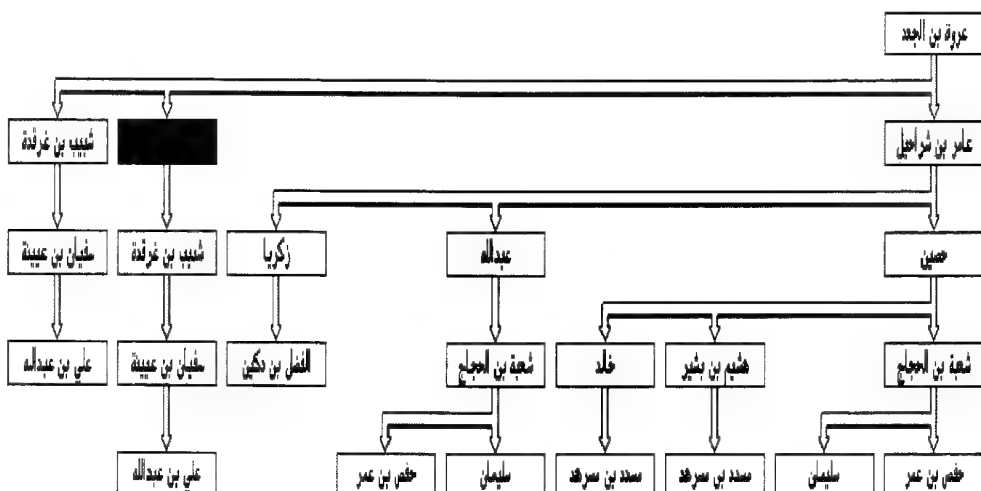 عروة بن الجعد
عامر بن شراحيل
شبيب بن غرقدة
حصين
عبدالله
زكريا
شبيب بن غرقدة
سفيان بن عيينة
شعبة بن الحجاج
هشيم بن بشير
خالد
شعبة بن الحجاج
الفضل بن دكين
سفيان بن عيينة
علي بن عبدالله
حفص بن عمر
سليمان
مسدد بن مسرهد
مسدد بن مسرهد
سليمان
حفص بن عمر
علي بن عبدالله